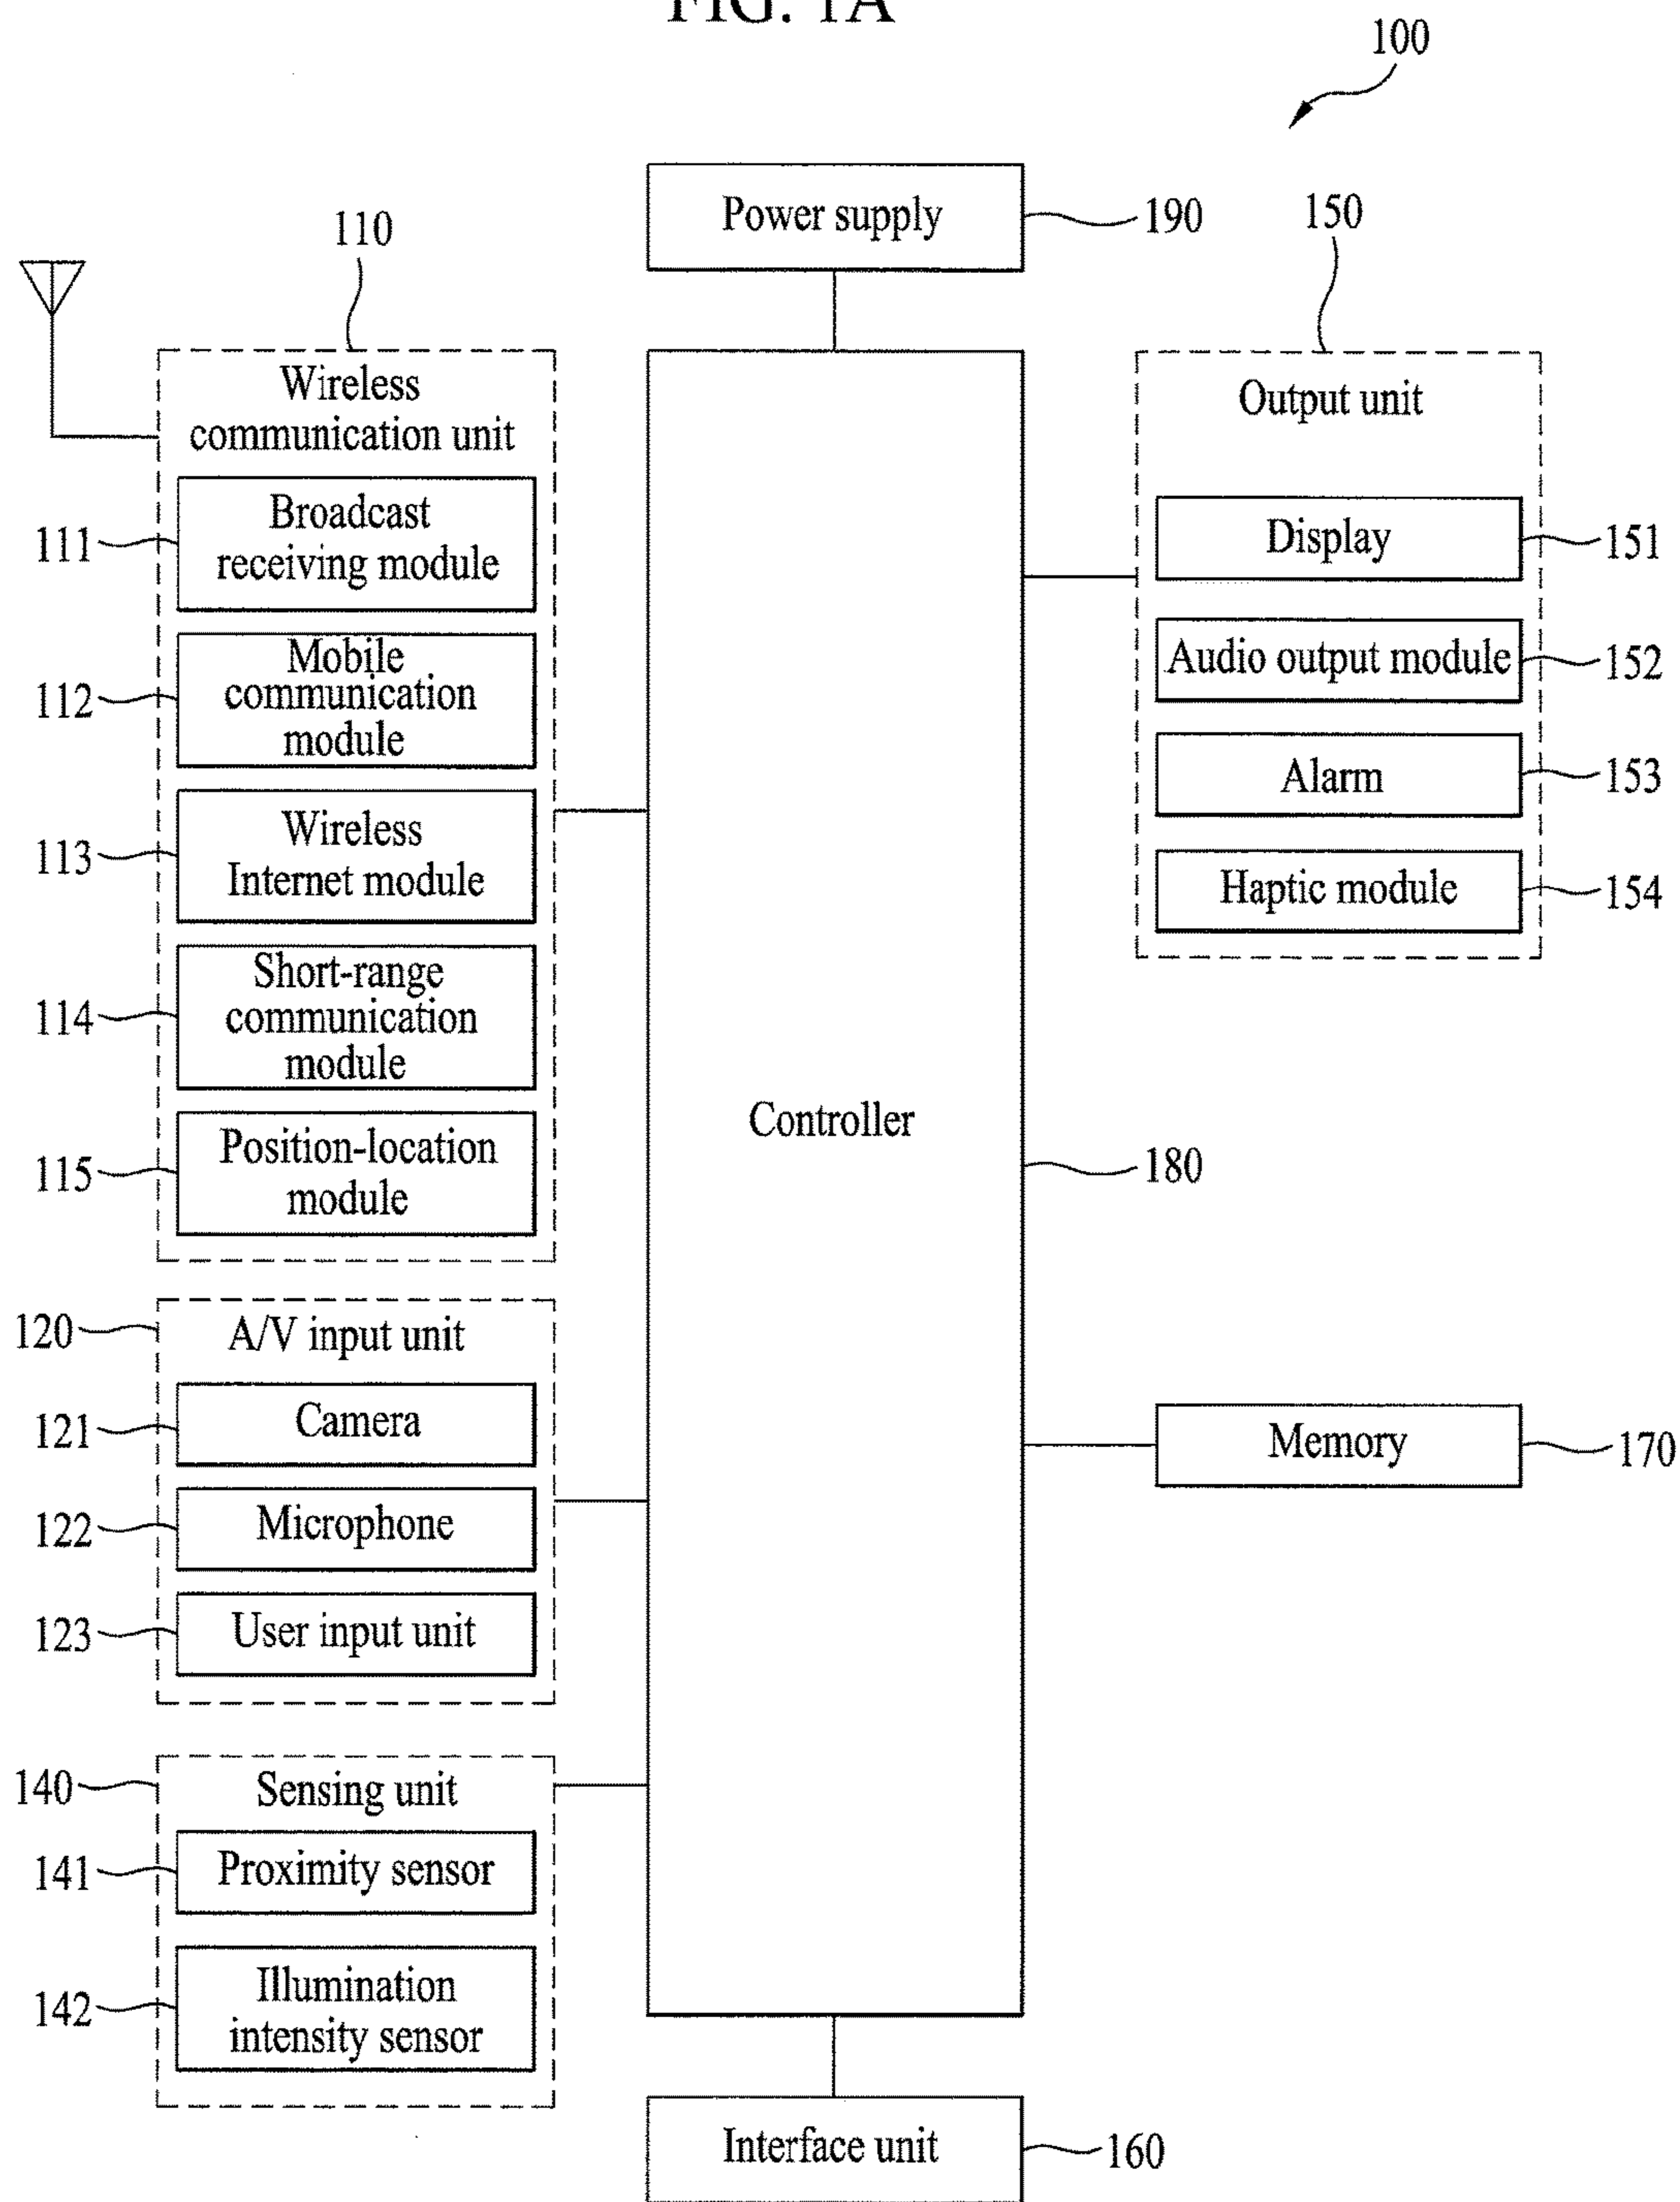 FIG. 1A
100
Power supply
190
150
110
Wireless
communication unit
Output unit
Broadcast
receiving module
111
Display
151
Mobile
communication
module
112
Audio output module
152
Alarm
153
Wireless
Internet module
113
Haptic module
154
Short-range
communication
module
114
Controller
180
Position-location
module
115
120
A/V input unit
Camera
121
Memory
170
Microphone
122
User input unit
123
140
Sensing unit
Proximity sensor
141
Illumination
intensity sensor
142
Interface unit
160